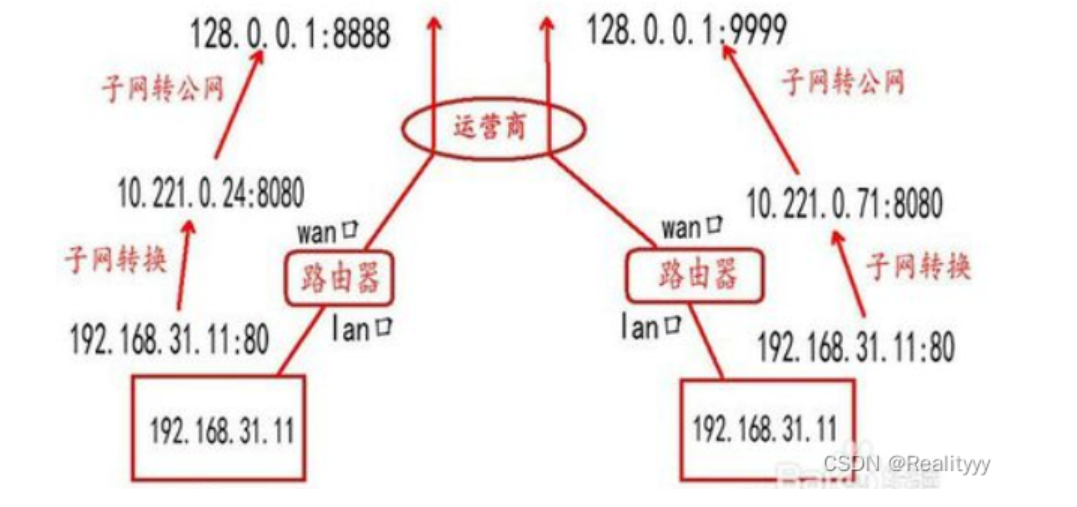 128.0.0.1:8888
128.0.0.1:9999
子网转公网
子网转公网
运营商
10.221.0.24:8080
10.221.0.71:8080
wan口
wan口
子网转换
路由器
路由器
子网转换
lan口
lan口
192.168.31.11:80
192.168.31.11:80
192.168.31.11
192.168.31.11
CSDN @Realityyy